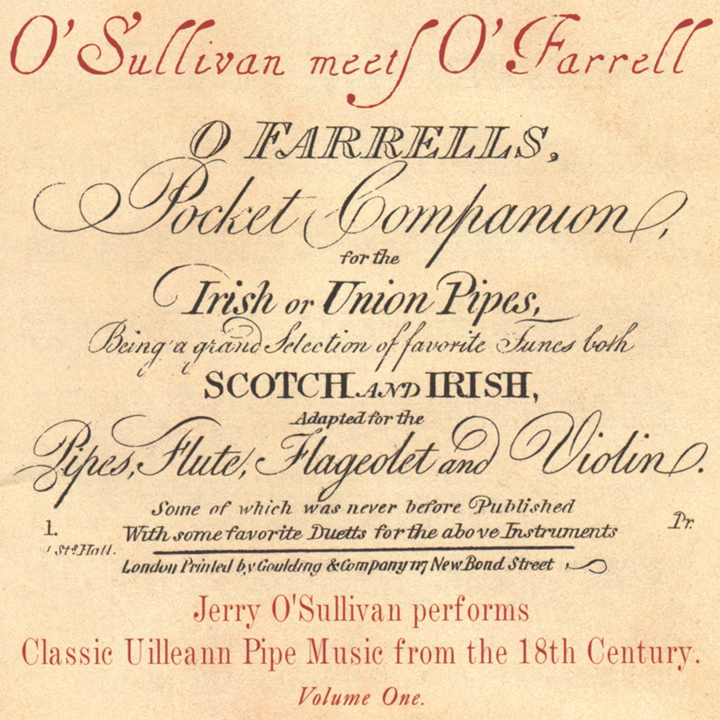 O'Sullivan meets O'Farrell
O FARRELLS,
Pocket Companion,
for the
Irish or Union Pipes,
Being a grand Selection of favorite Tunes both
SCOTCH AND IRISH,
Adapted for the
Pipes, Flute, Flageolet and Violin.
Some of which was never before Published
1. With some favorite Duetts for the above Instruments Pr.
Sta. Hall.
London Printed by Goulding & Company 117 New Bond Street
Jerry O'Sullivan performs
Classic Uilleann Pipe Music from the 18th Century.
Volume One.